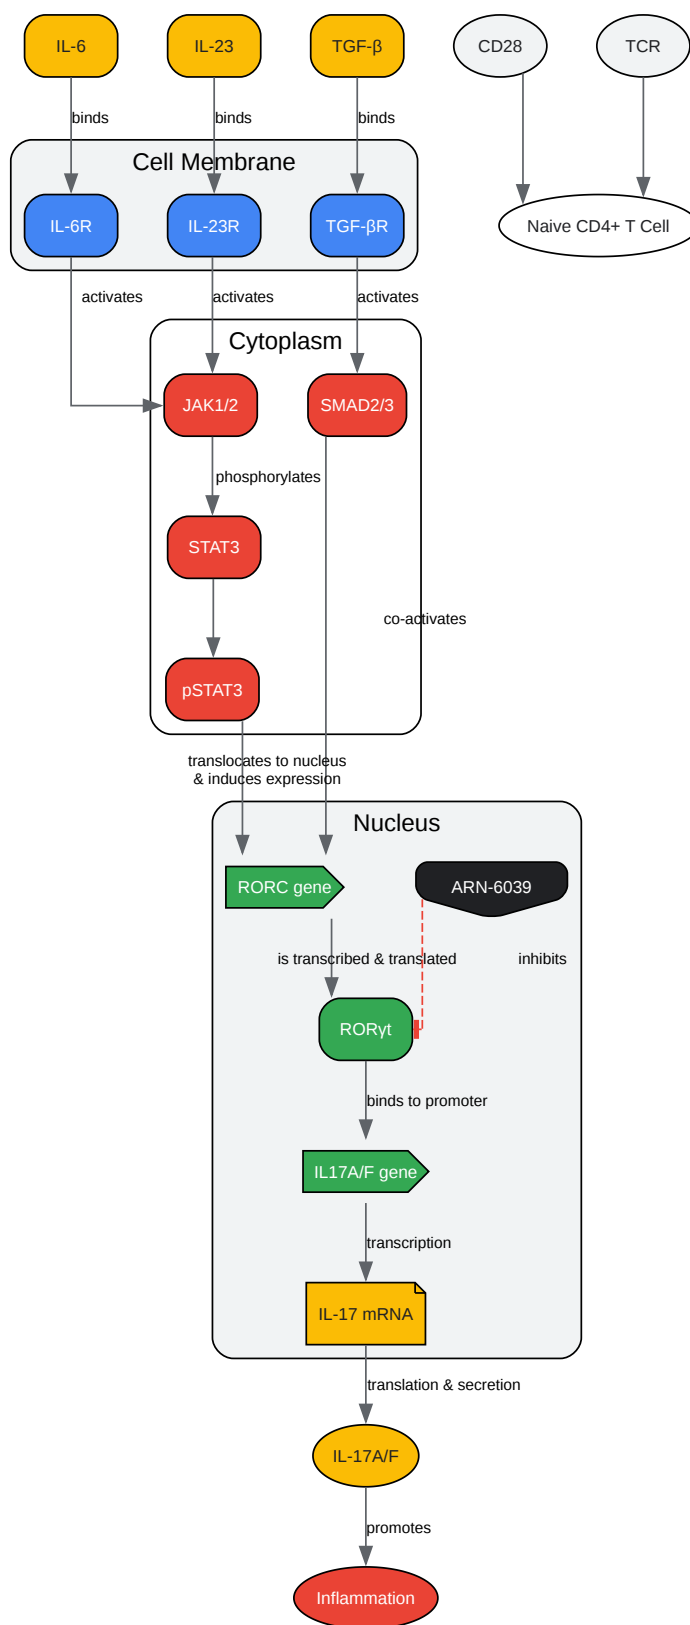 IL-6
IL-23
TGF-β
CD28
TCR
binds
binds
binds
Cell Membrane
IL-6R
IL-23R
TGF-βR
Naive CD4+ T Cell
activates
activates
activates
Cytoplasm
JAK1/2
SMAD2/3
phosphorylates
STAT3
co-activates
pSTAT3
translocates to nucleus
& induces expression
Nucleus
RORC gene
ARN-6039
is transcribed & translated
inhibits
RORγt
binds to promoter
IL17A/F gene
transcription
IL-17 mRNA
translation & secretion
IL-17A/F
promotes
Inflammation